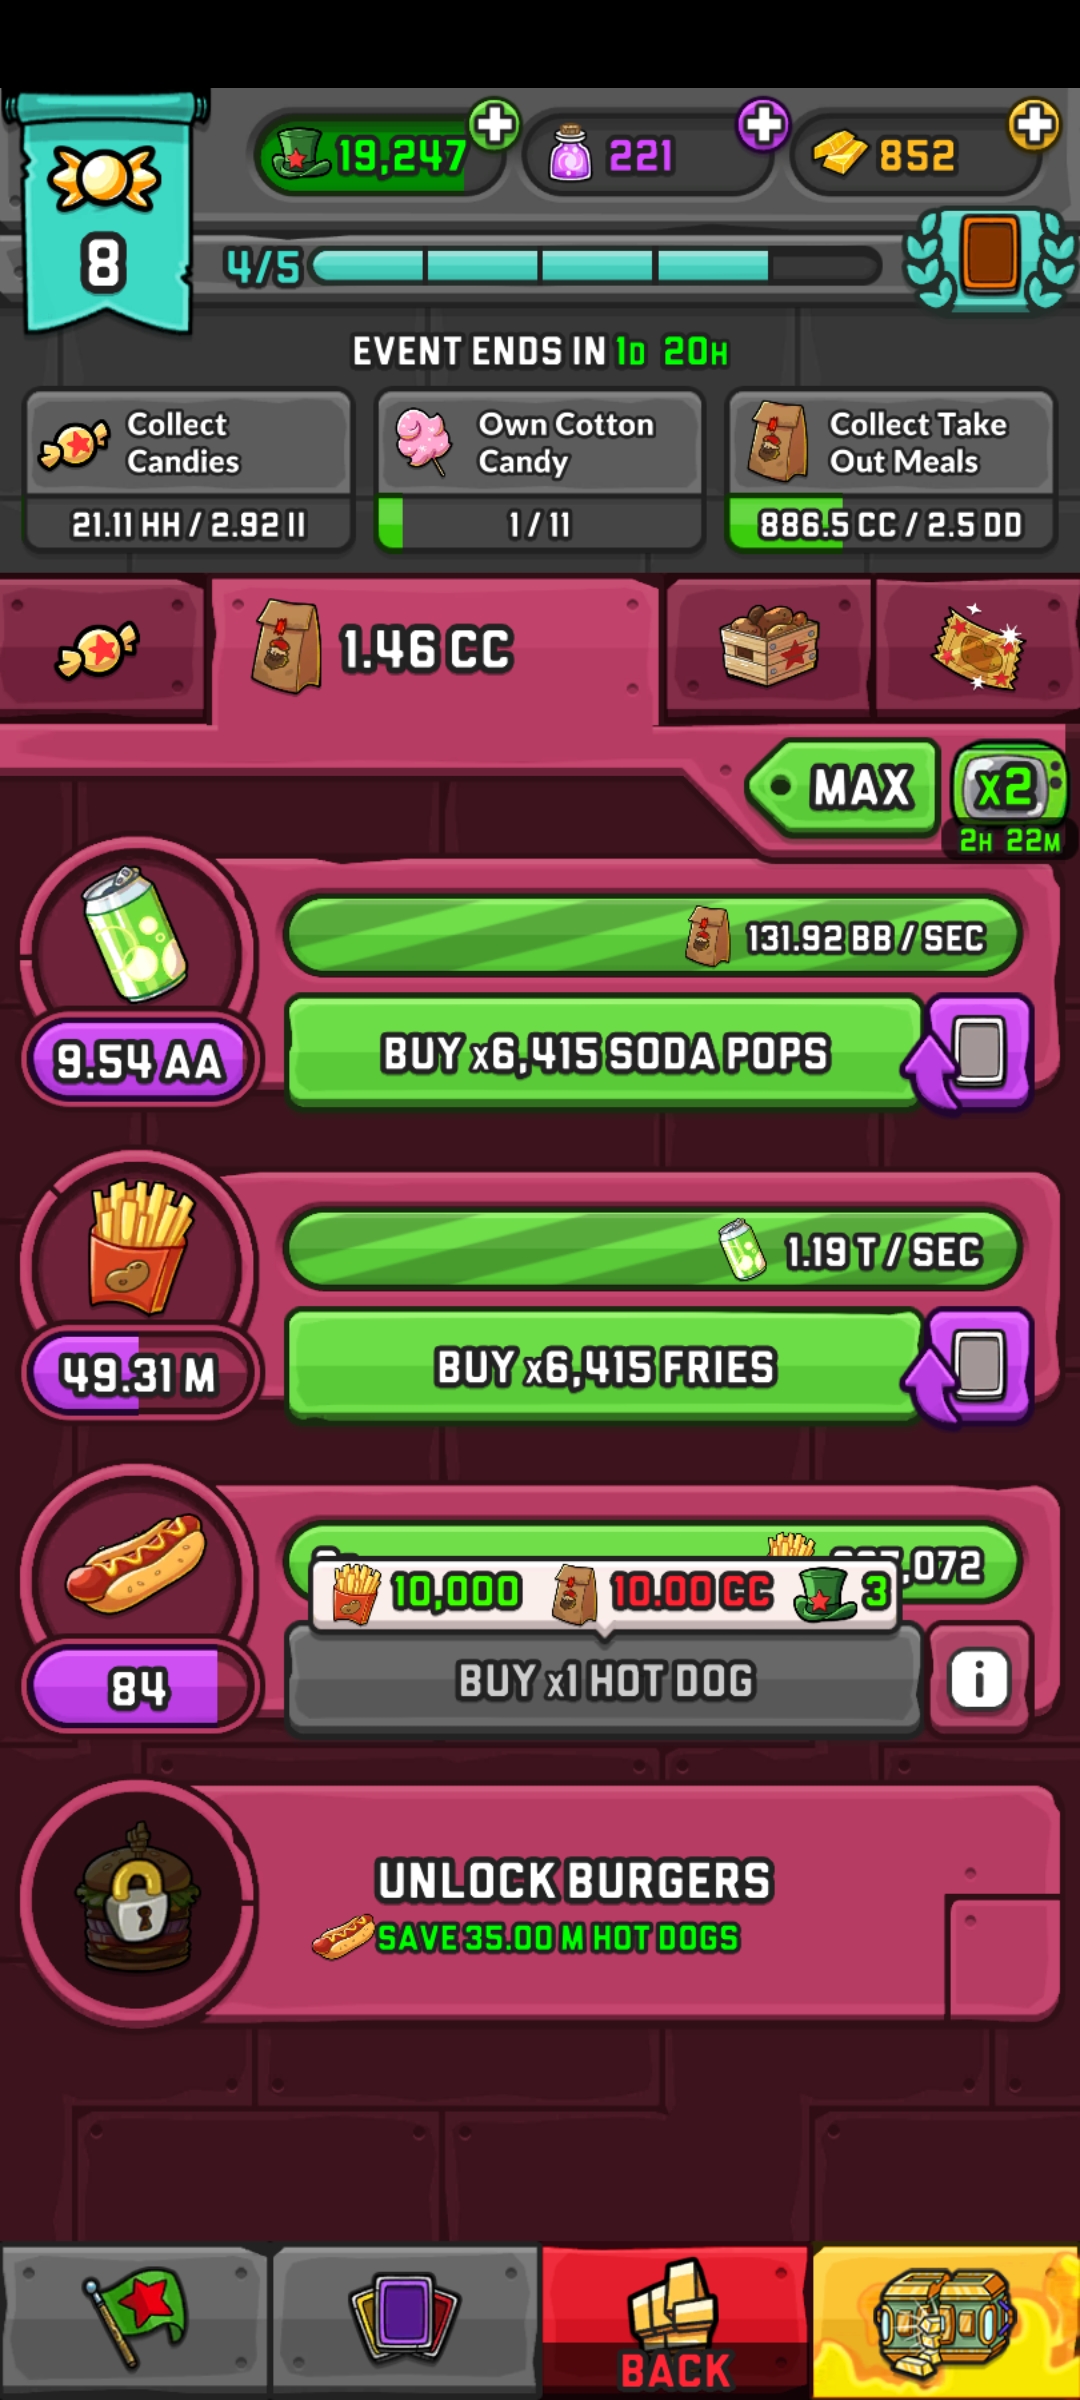 19,247
221
852
8
4/5
EVENT ENDS IN 1D 20H
Collect Candies
21.11 HH / 2.92 II
Own Cotton Candy
1 / 11
Collect Take Out Meals
886.5 CC / 2.5 DD
1.46 CC
MAX
x2
2H 22M
131.92 BB / SEC
9.54 AA
BUY x6,415 SODA POPS
1.19 T / SEC
49.31 M
BUY x6,415 FRIES
,072
10,000 10.00 CC 3
84
BUY x1 HOT DOG
i
UNLOCK BURGERS
SAVE 35.00 M HOT DOGS
BACK